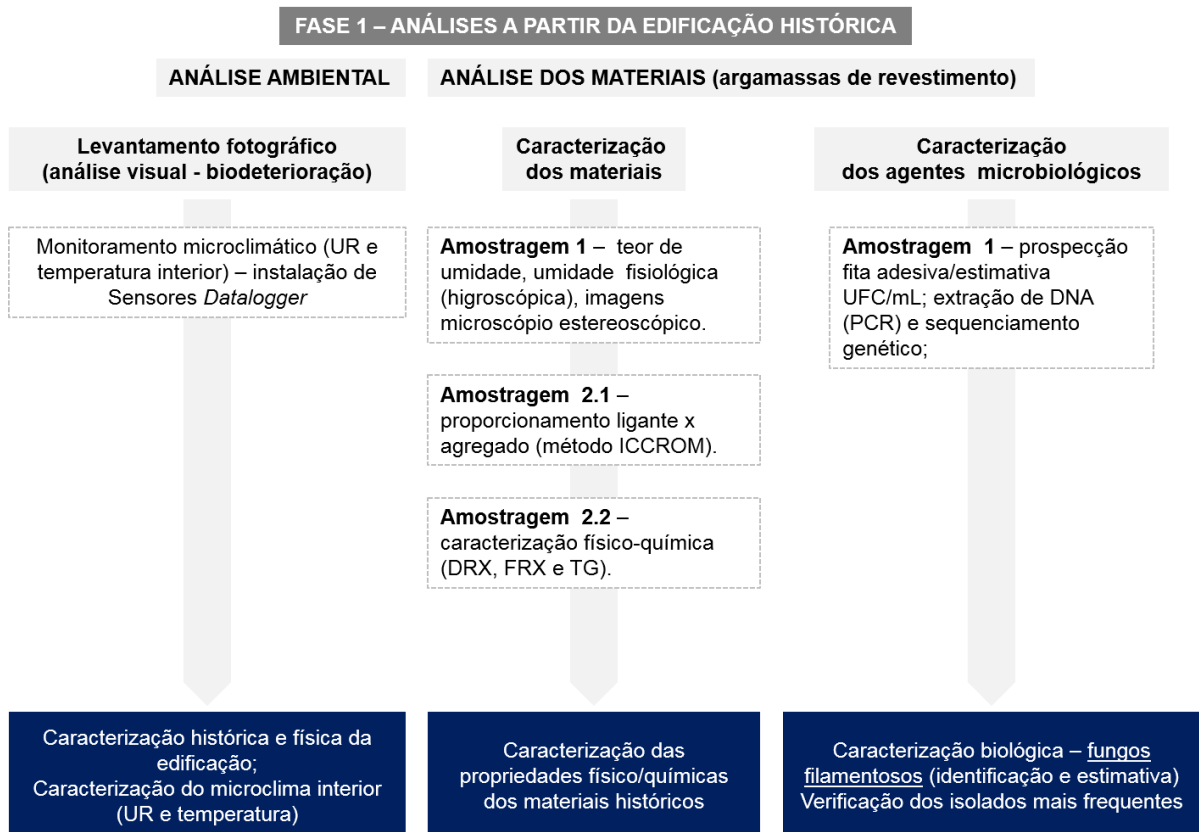 FASE 1 – ANÁLISES A PARTIR DA EDIFICAÇÃO HISTÓRICA
ANÁLISE AMBIENTAL
ANÁLISE DOS MATERIAIS (argamassas de revestimento)
Levantamento fotográfico
(análise visual - biodeterioração)
Monitoramento microclimático (UR e
temperatura interior) – instalação de
Sensores Datalogger
Caracterização histórica e física da
edificação;
Caracterização do microclima interior
(UR e temperatura)
Caracterização
dos materiais
Amostragem 1 – teor de
umidade, umidade fisiológica
(higroscópica), imagens
microscópio estereoscópico.
Amostragem 2.1 –
proporcionamento ligante x
agregado (método ICCROM).
Amostragem 2.2 –
caracterização físico-química
(DRX, FRX e TG).
Caracterização das
propriedades físico/químicas
dos materiais históricos
Caracterização
dos agentes microbiológicos
Amostragem 1 – prospecção
fita adesiva/estimativa
UFC/mL; extração de DNA
(PCR) e sequenciamento
genético;
Caracterização biológica – fungos
filamentosos (identificação e estimativa)
Verificação dos isolados mais frequentes